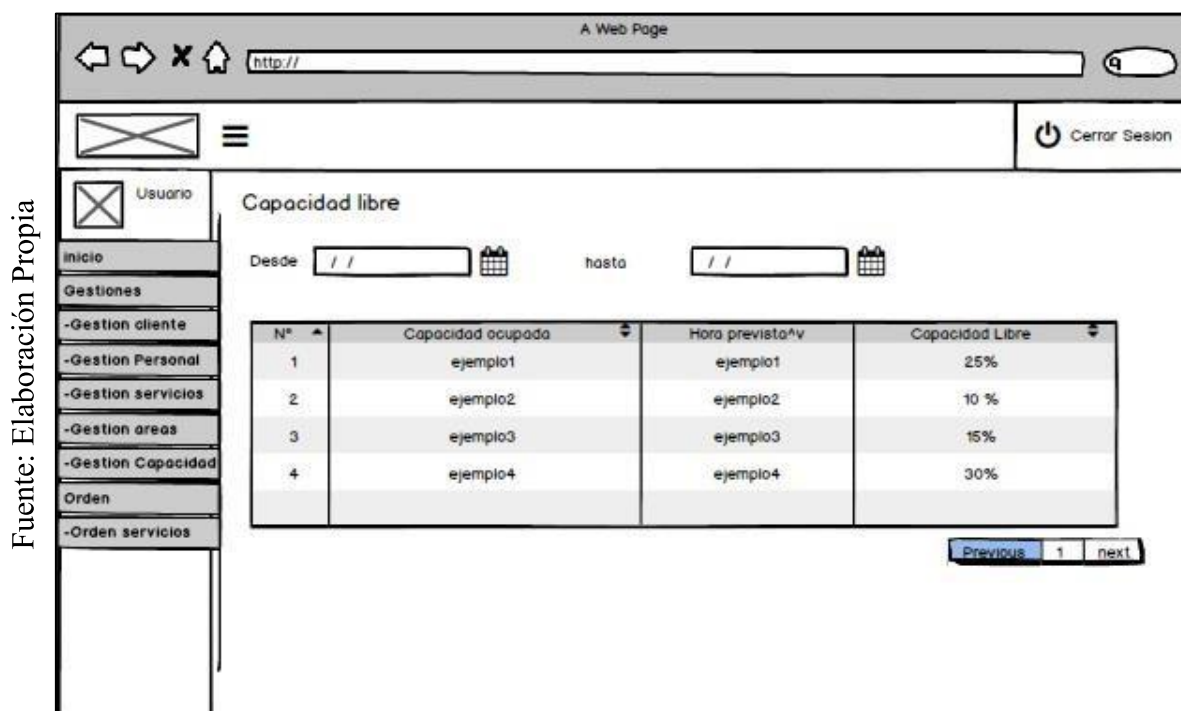 Fuente: Elaboración Propia
A Web Page
http://
Cerrar Sesion
Usuario
inicio
Gestiones
-Gestion cliente
-Gestion Personal
-Gestion servicios
-Gestion areas
-Gestion Capacidad
Orden
-Orden servicios
Capacidad libre
Desde / / hasta / /
N° Capacidad ocupada Hora prevista^v Capacidad Libre
1 ejemplo1 ejemplo1 25%
2 ejemplo2 ejemplo2 10 %
3 ejemplo3 ejemplo3 15%
4 ejemplo4 ejemplo4 30%
Previous 1 next